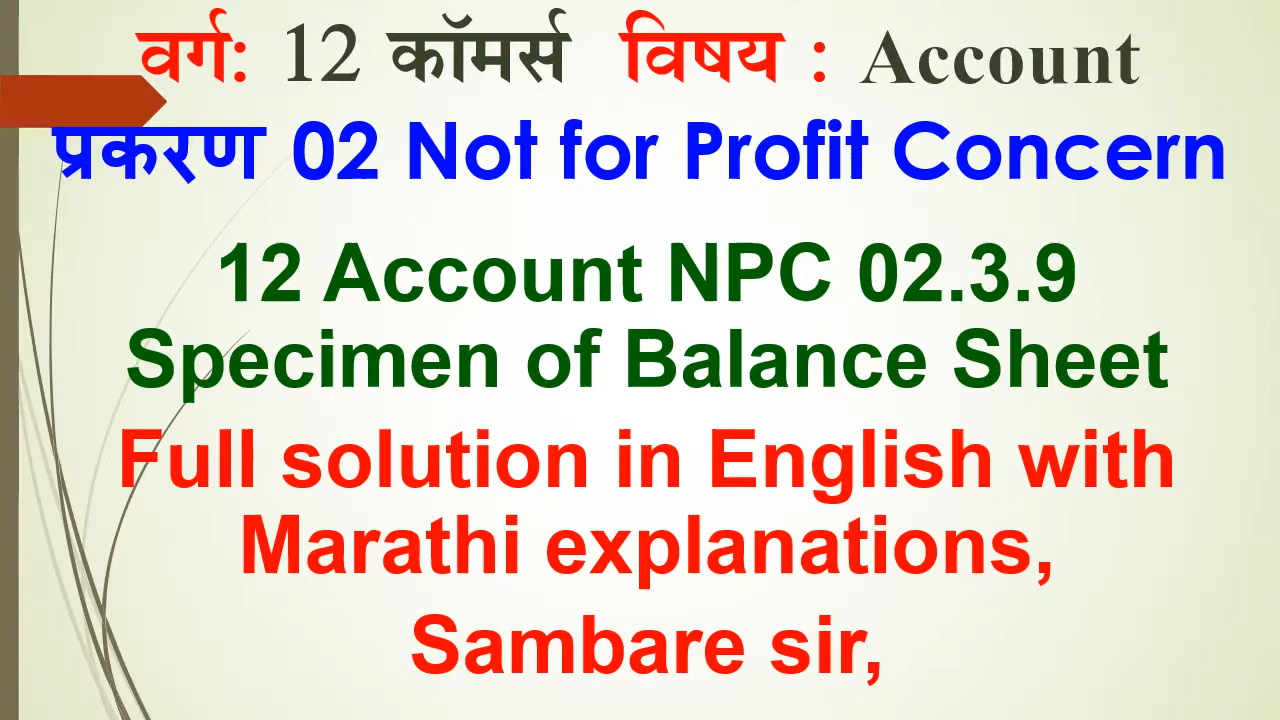 वर्ग: 12 कॉमर्स विषय : Account
प्रकरण 02 Not for Profit Concern
12 Account NPC 02.3.9
Specimen of Balance Sheet
Full solution in English with
Marathi explanations,
Sambare sir,